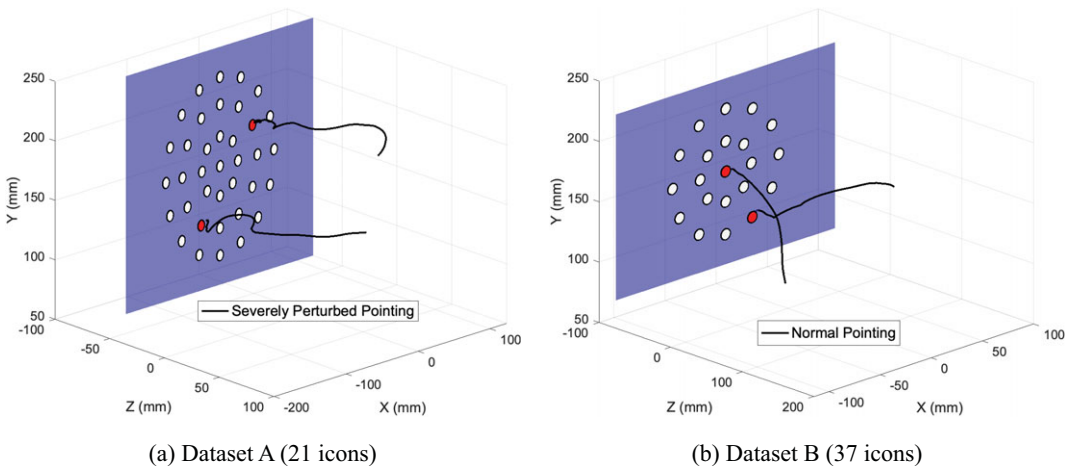 250
200
150
100
50
Y (mm)
-100
-50
0
50
100
Z (mm)
-200
-100
0
100
X (mm)
Severely Perturbed Pointing
(a) Dataset A (21 icons)
250
200
150
100
50
Y (mm)
-100
0
100
200
Z (mm)
-100
-50
0
50
100
X (mm)
Normal Pointing
(b) Dataset B (37 icons)